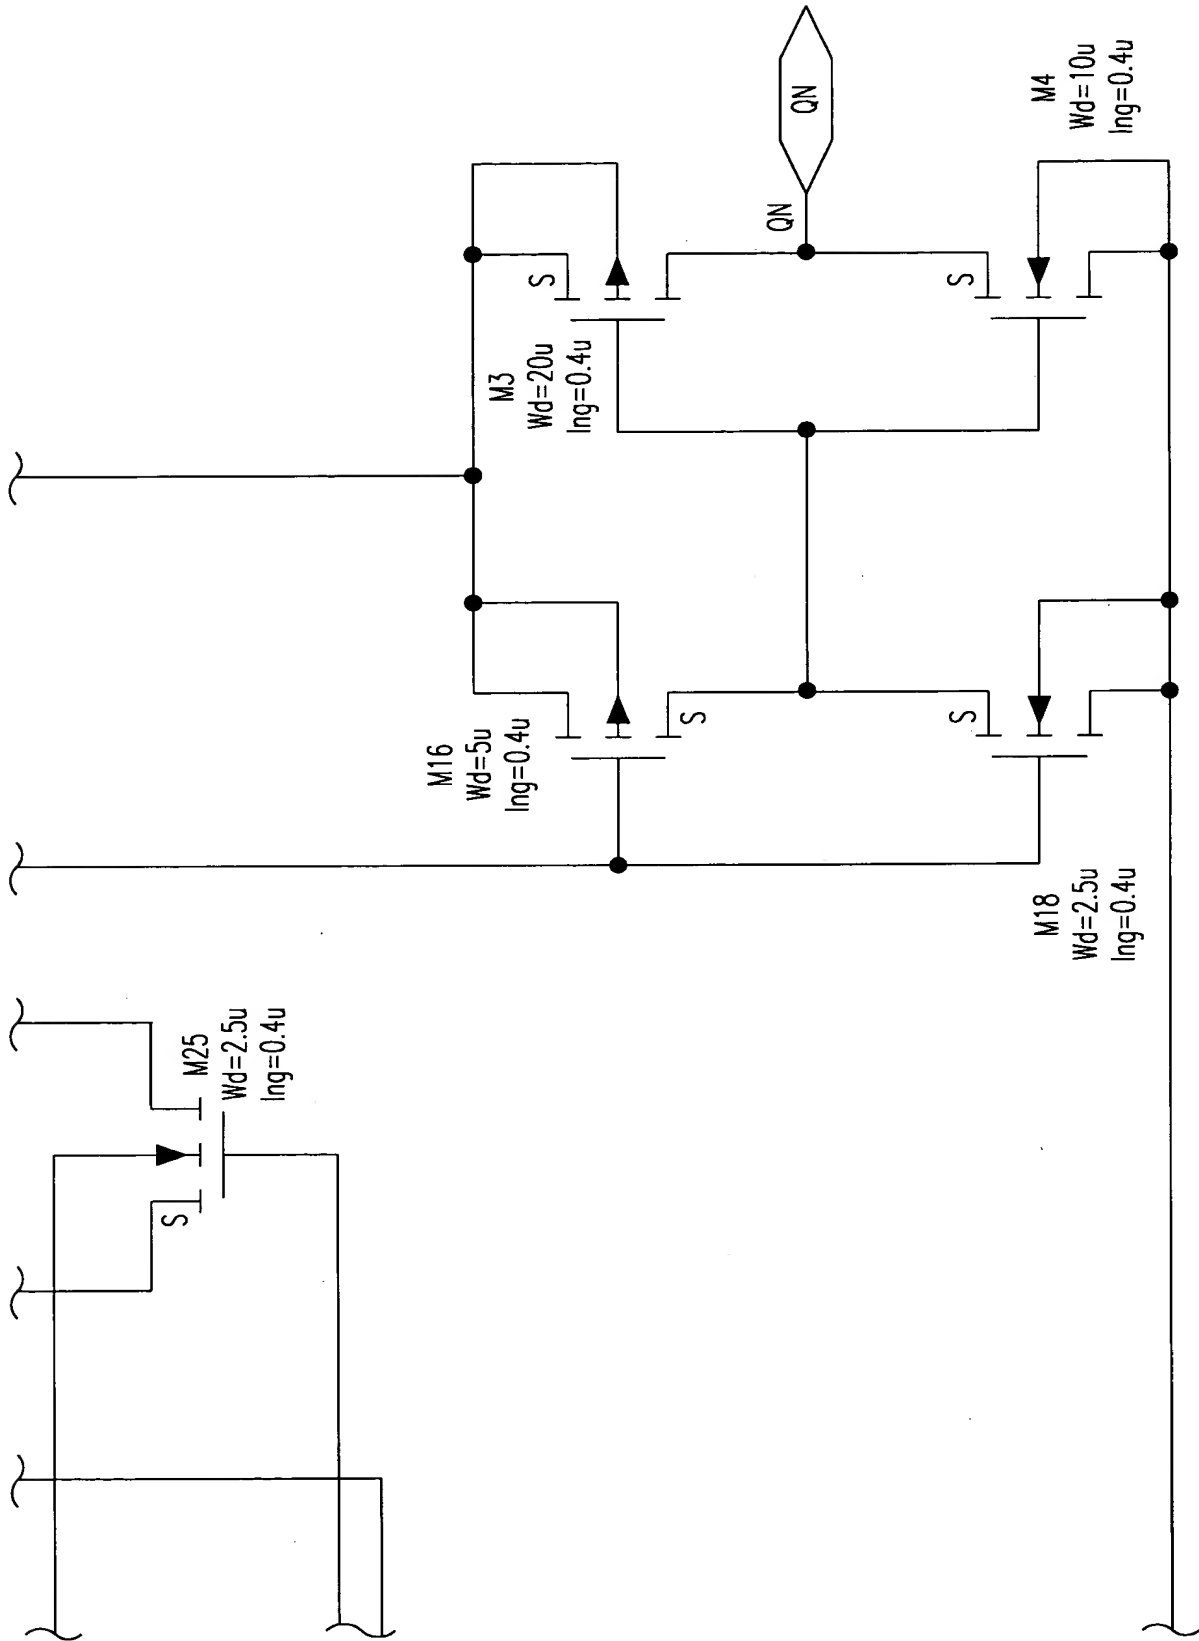 QN
QN
M4
Wd=10u
lng=0.4u
S
S
M3
Wd=20u
lng=0.4u
M16
Wd=5u
lng=0.4u
S
S
M18
Wd=2.5u
lng=0.4u
M25
Wd=2.5u
lng=0.4u
S